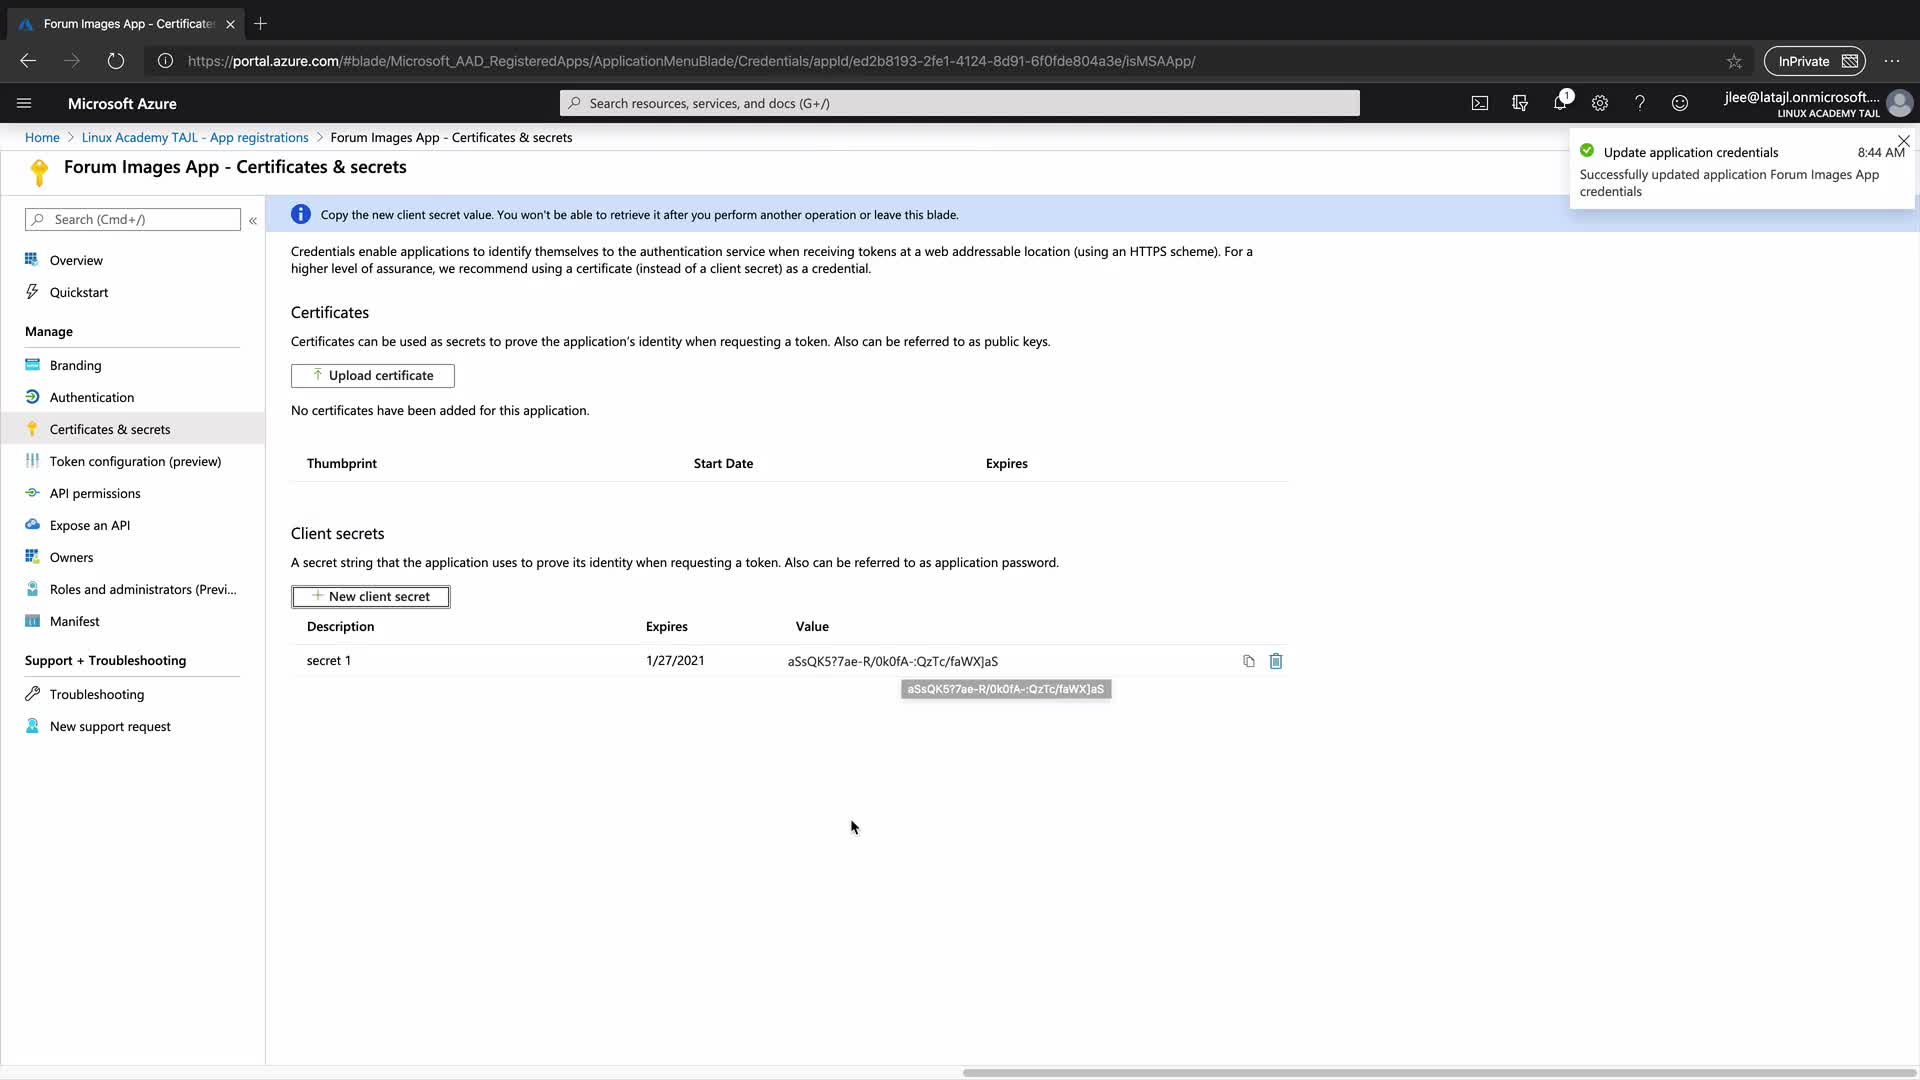 Forum Images App - Certificate
https://portal.azure.com/#blade/Microsoft_AAD_RegisteredApps/ApplicationMenuBlade/Credentials/appId/ed2b8193-2fe1-4124-8d91-6f0fde804a3e/isMSAApp/
InPrivate
Microsoft Azure
Search resources, services, and docs (G+/)
1
jlee@latajl.onmicrosoft....
LINUX ACADEMY TAJL
Home > Linux Academy TAJL - App registrations > Forum Images App - Certificates & secrets
Forum Images App - Certificates & secrets
Update application credentials 8:44 AM
Successfully updated application Forum Images App
credentials
Search (Cmd+/)
Overview
Quickstart
Manage
Branding
Authentication
Certificates & secrets
Token configuration (preview)
API permissions
Expose an API
Owners
Roles and administrators (Previ...
Manifest
Support + Troubleshooting
Troubleshooting
New support request
Copy the new client secret value. You won't be able to retrieve it after you perform another operation or leave this blade.
Credentials enable applications to identify themselves to the authentication service when receiving tokens at a web addressable location (using an HTTPS scheme). For a
higher level of assurance, we recommend using a certificate (instead of a client secret) as a credential.
Certificates
Certificates can be used as secrets to prove the application's identity when requesting a token. Also can be referred to as public keys.
Upload certificate
No certificates have been added for this application.
Thumbprint Start Date Expires
Client secrets
A secret string that the application uses to prove its identity when requesting a token. Also can be referred to as application password.
New client secret
Description Expires Value
secret 1 1/27/2021 aSsQK5?7ae-R/0k0fA-:QzTc/faWX]aS
aSsQK5?7ae-R/0k0fA-:QzTc/faWX]aS